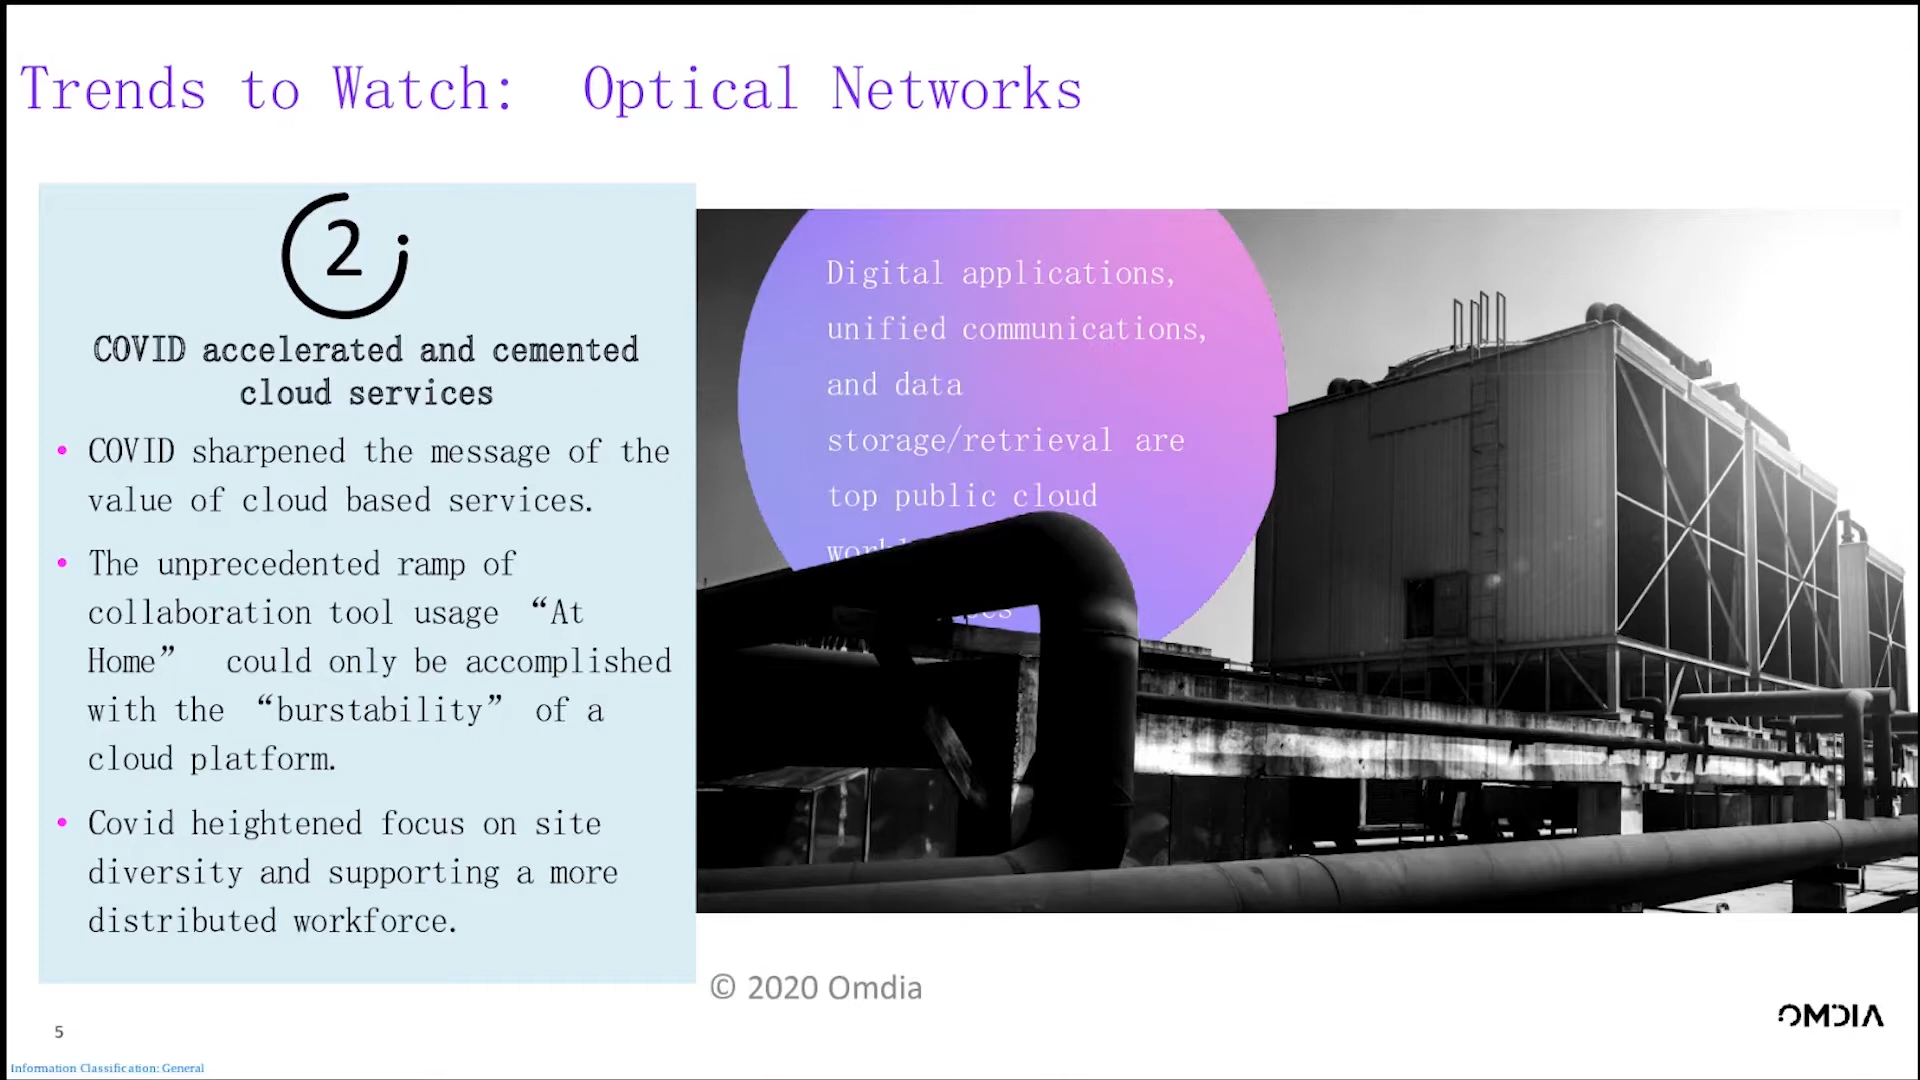 Trends to Watch: Optical Networks
2
COVID accelerated and cemented
cloud services
• COVID sharpened the message of the
value of cloud based services.
• The unprecedented ramp of
collaboration tool usage “At
Home” could only be accomplished
with the “burstability” of a
cloud platform.
• Covid heightened focus on site
diversity and supporting a more
distributed workforce.
Digital applications,
unified communications,
and data
storage/retrieval are
top public cloud
© 2020 Omdia
OMDIA
5
Information Classification: General